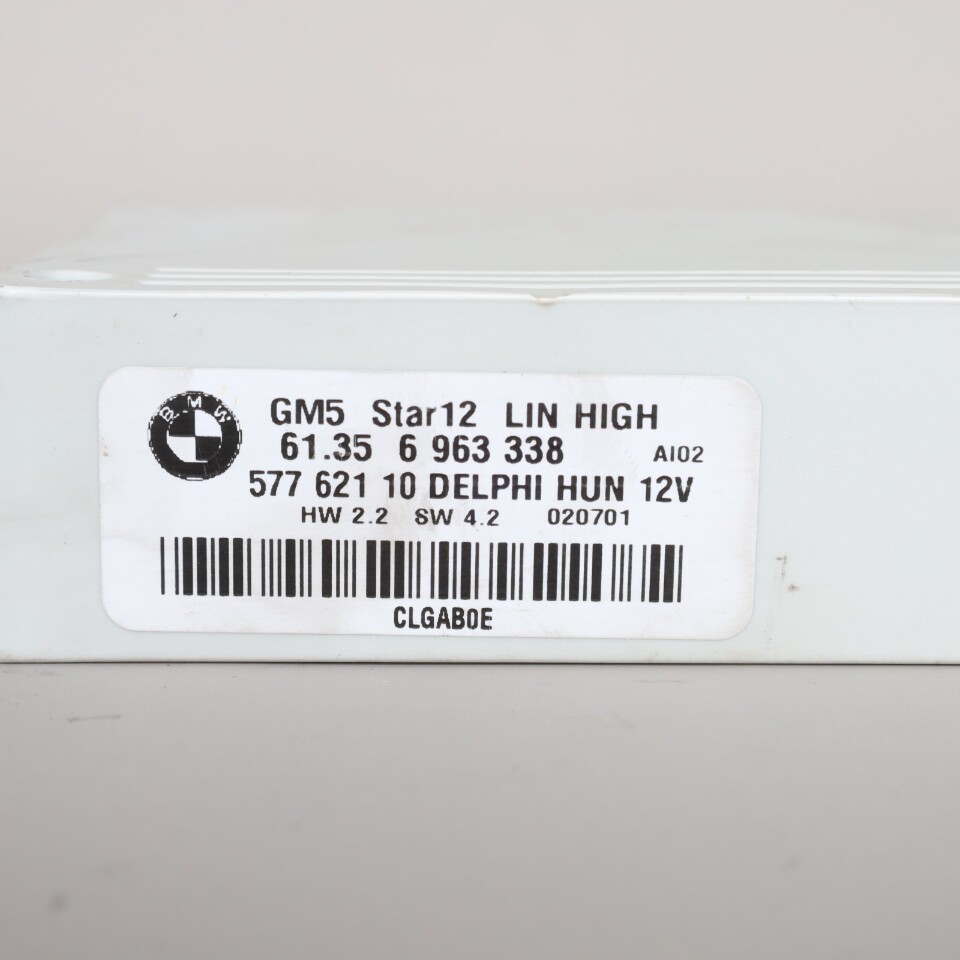 BMW
GM5 Star12 LIN HIGH
61.35 6 963 338 AI02
577 621 10 DELPHI HUN 12V
HW 2.2 SW 4.2 020701
CLGAB0E